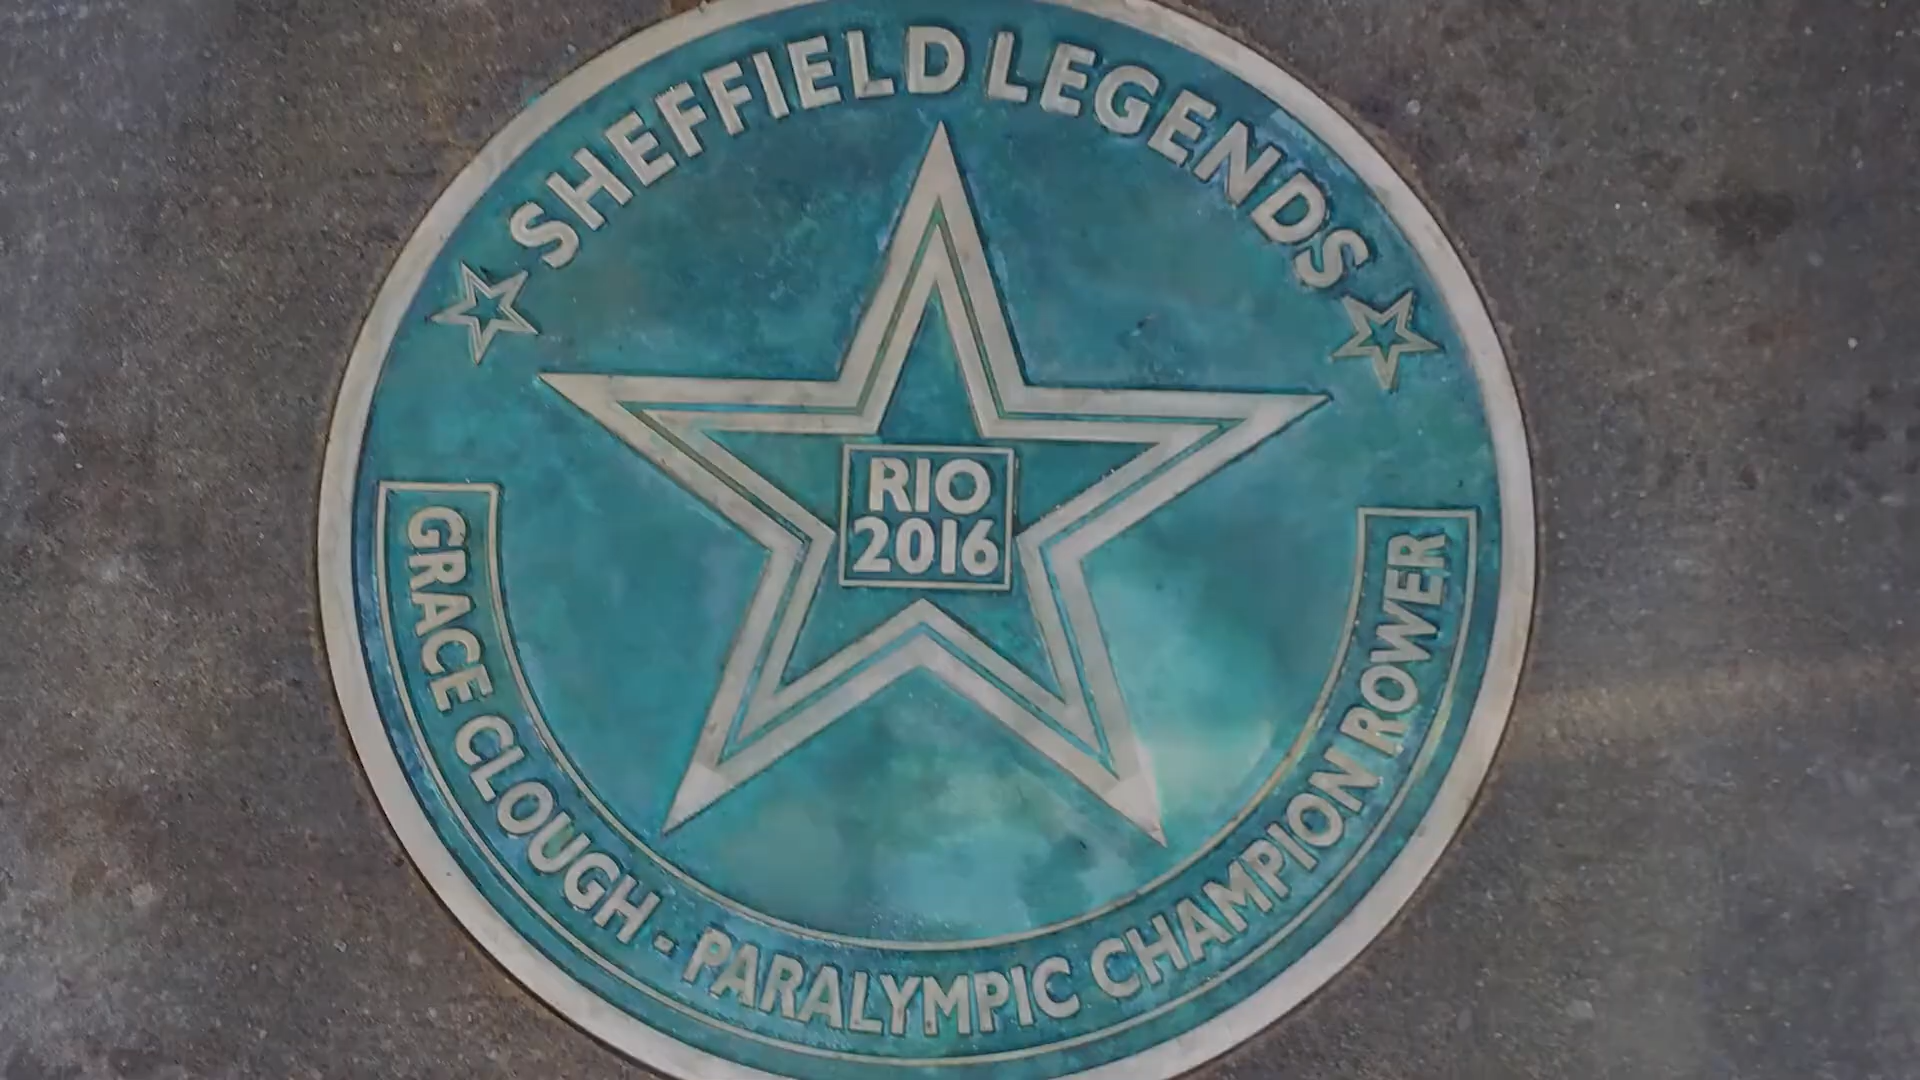 SHEFFIELD LEGENDS
RIO
2016
GRACE CLOUGH - PARALYMPIC CHAMPION ROWER